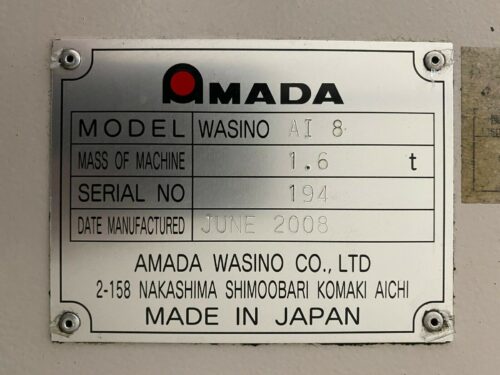 AMADA
MODEL WASINO AI 8
MASS OF MACHINE 1.6 t
SERIAL NO 194
DATE MANUFACTURED JUNE 2008
AMADA WASINO CO., LTD
2-158 NAKASHIMA SHIMOOBARI KOMAKI AICHI
MADE IN JAPAN